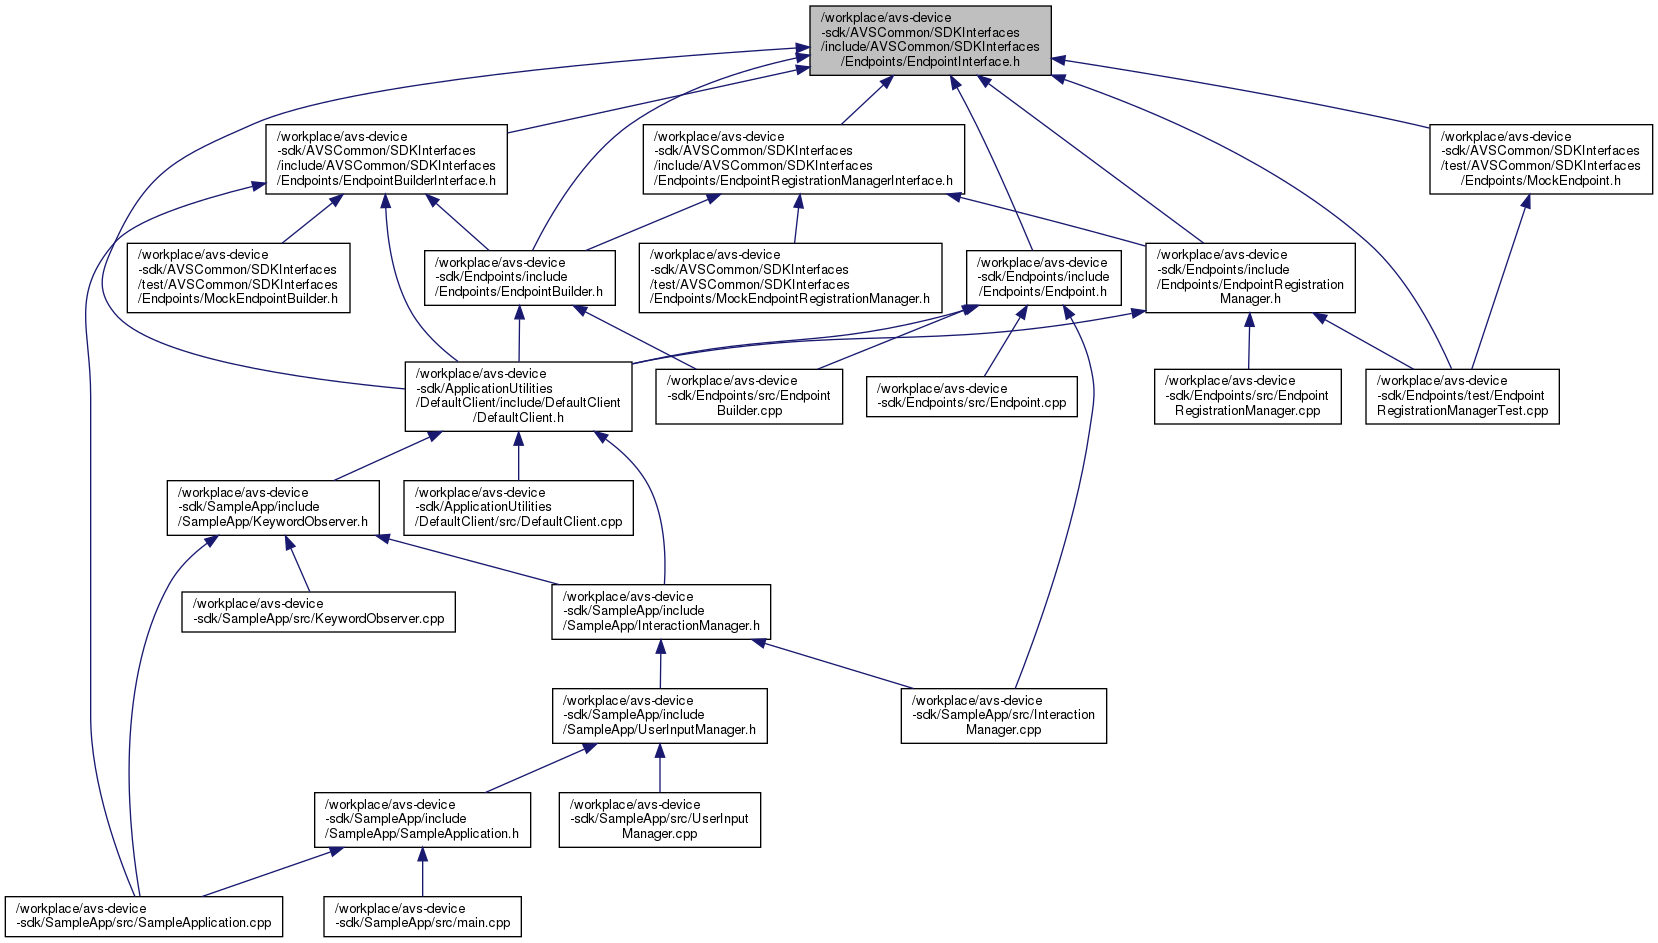 /workplace/avs-device
-sdk/AVSCommon/SDKInterfaces
/include/AVSCommon/SDKInterfaces
/Endpoints/EndpointInterface.h
/workplace/avs-device
-sdk/AVSCommon/SDKInterfaces
/include/AVSCommon/SDKInterfaces
/Endpoints/EndpointBuilderInterface.h
/workplace/avs-device
-sdk/AVSCommon/SDKInterfaces
/include/AVSCommon/SDKInterfaces
/Endpoints/EndpointRegistrationManagerInterface.h
/workplace/avs-device
-sdk/AVSCommon/SDKInterfaces
/test/AVSCommon/SDKInterfaces
/Endpoints/MockEndpoint.h
/workplace/avs-device
-sdk/AVSCommon/SDKInterfaces
/test/AVSCommon/SDKInterfaces
/Endpoints/MockEndpointBuilder.h
/workplace/avs-device
-sdk/Endpoints/include
/Endpoints/EndpointBuilder.h
/workplace/avs-device
-sdk/AVSCommon/SDKInterfaces
/test/AVSCommon/SDKInterfaces
/Endpoints/MockEndpointRegistrationManager.h
/workplace/avs-device
-sdk/Endpoints/include
/Endpoints/Endpoint.h
/workplace/avs-device
-sdk/Endpoints/include
/Endpoints/EndpointRegistration
Manager.h
/workplace/avs-device
-sdk/ApplicationUtilities
/DefaultClient/include/DefaultClient
/DefaultClient.h
/workplace/avs-device
-sdk/Endpoints/src/Endpoint
Builder.cpp
/workplace/avs-device
-sdk/Endpoints/src/Endpoint.cpp
/workplace/avs-device
-sdk/Endpoints/src/Endpoint
RegistrationManager.cpp
/workplace/avs-device
-sdk/Endpoints/test/Endpoint
RegistrationManagerTest.cpp
/workplace/avs-device
-sdk/SampleApp/include
/SampleApp/KeywordObserver.h
/workplace/avs-device
-sdk/ApplicationUtilities
/DefaultClient/src/DefaultClient.cpp
/workplace/avs-device
-sdk/SampleApp/src/KeywordObserver.cpp
/workplace/avs-device
-sdk/SampleApp/include
/SampleApp/InteractionManager.h
/workplace/avs-device
-sdk/SampleApp/include
/SampleApp/UserInputManager.h
/workplace/avs-device
-sdk/SampleApp/src/Interaction
Manager.cpp
/workplace/avs-device
-sdk/SampleApp/include
/SampleApp/SampleApplication.h
/workplace/avs-device
-sdk/SampleApp/src/UserInput
Manager.cpp
/workplace/avs-device
-sdk/SampleApp/src/SampleApplication.cpp
/workplace/avs-device
-sdk/SampleApp/src/main.cpp